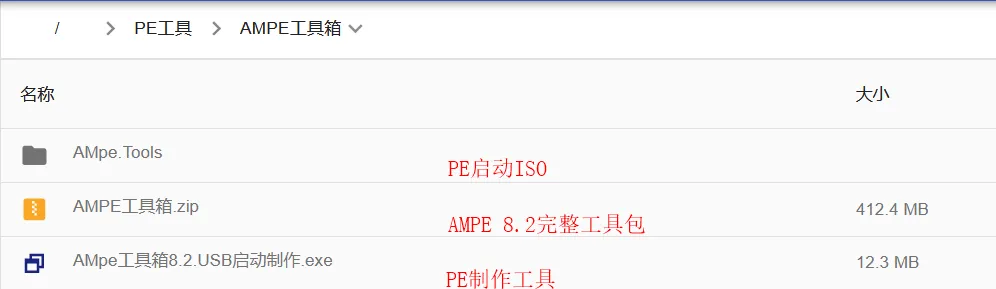 / PE工具 AMPE工具箱
名称 大小
AMpe.Tools PE启动ISO
AMPE工具箱.zip AMPE 8.2完整工具包 412.4 MB
AMpe工具箱8.2.USB启动制作.exe PE制作工具 12.3 MB